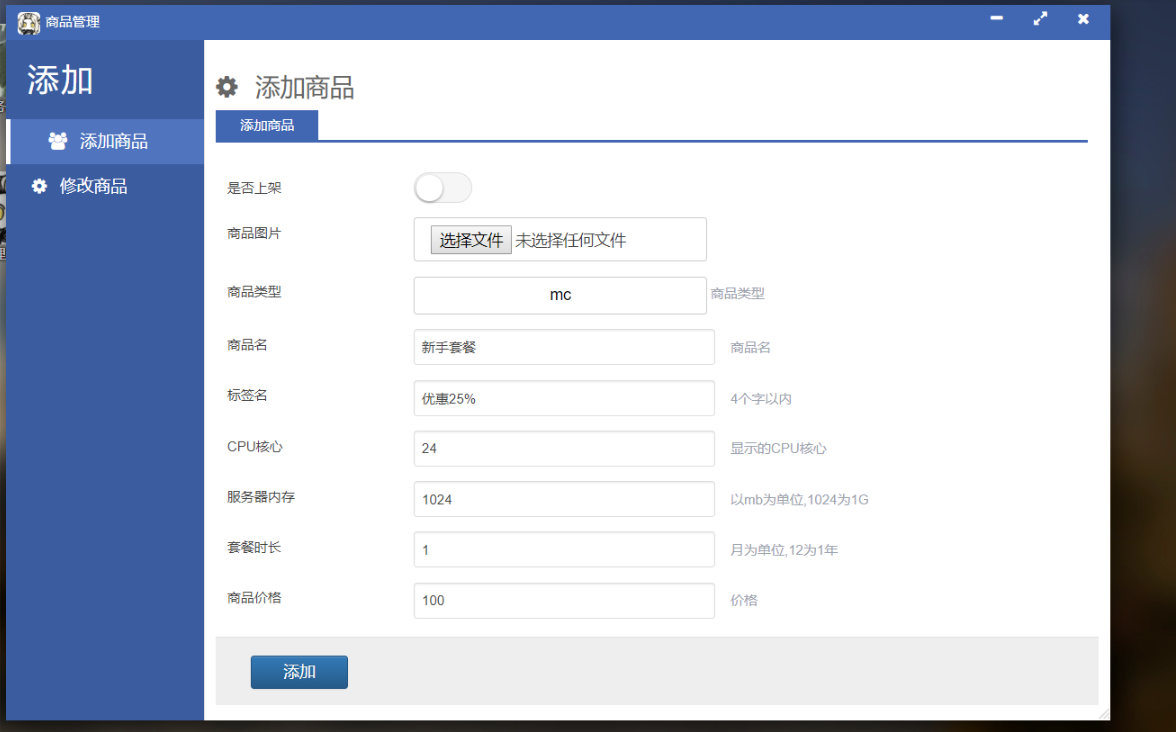 商品管理
添加
添加商品
修改商品
添加商品
添加商品
是否上架
商品图片
选择文件 未选择任何文件
商品类型
mc
商品类型
商品名
新手套餐
商品名
标签名
优惠25%
4个字以内
CPU核心
24
显示的CPU核心
服务器内存
1024
以mb为单位,1024为1G
套餐时长
1
月为单位,12为1年
商品价格
100
价格
添加